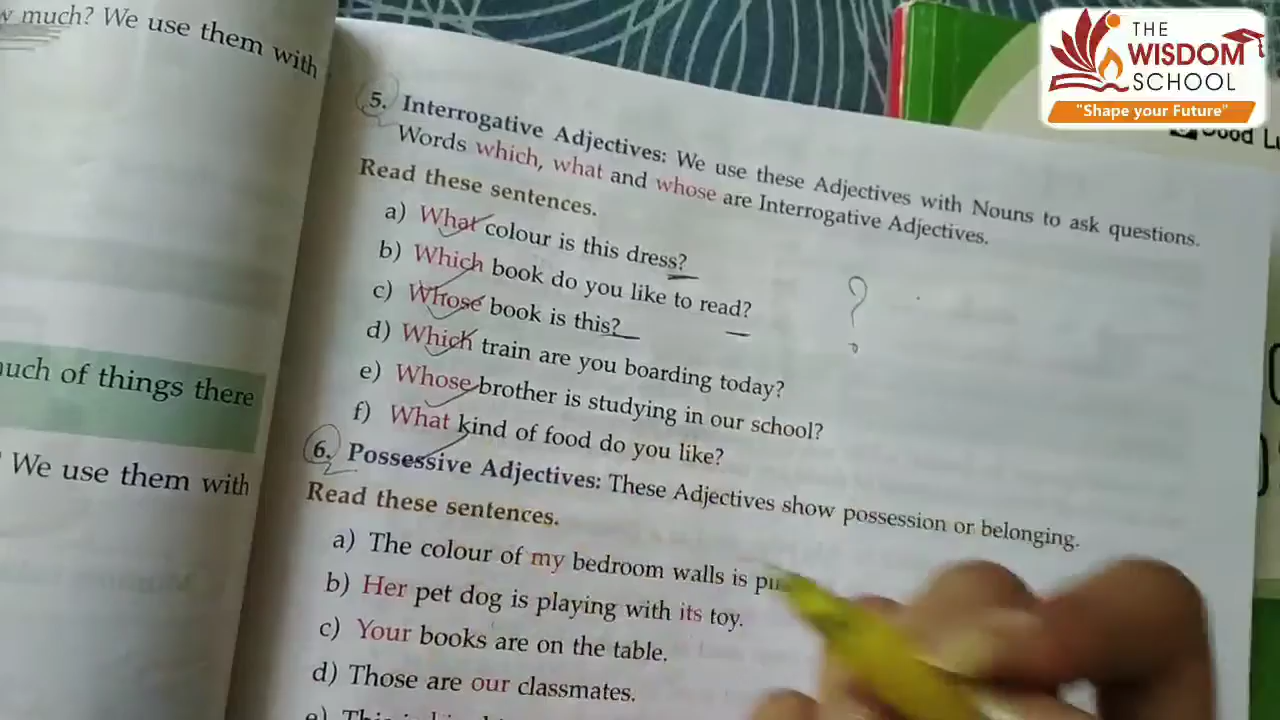 much? We use them with
uch of things there
We use them with
5. Interrogative Adjectives: We use these Adjectives with Nouns to ask questions.
Words which, what and whose are Interrogative Adjectives.
Read these sentences.
a) What colour is this dress?
b) Which book do you like to read?
c) Whose book is this?
d) Which train are you boarding today?
e) Whose brother is studying in our school?
f) What kind of food do you like?
?
6. Possessive Adjectives: These Adjectives show possession or belonging.
Read these sentences.
a) The colour of my bedroom walls is
b) Her pet dog is playing with its toy.
c) Your books are on the table.
d) Those are our classmates.
THE
WISDOM
SCHOOL
"Shape your Future"
Good